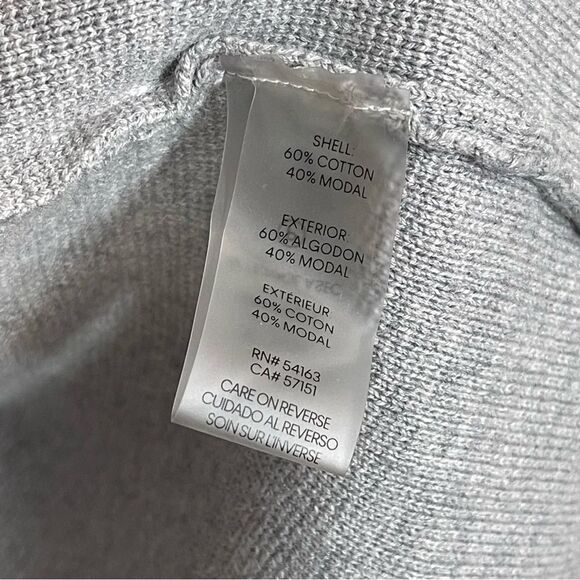 SHELL:
60% COTTON
40% MODAL
EXTERIOR
60% ALGODON
40% MODAL
EXTERIEUR
60% COTON
40% MODAL
RN# 54163
CA# 57151
CARE ON REVERSE
CUIDADO AL REVERSO
SOIN SUR L'INVERSE